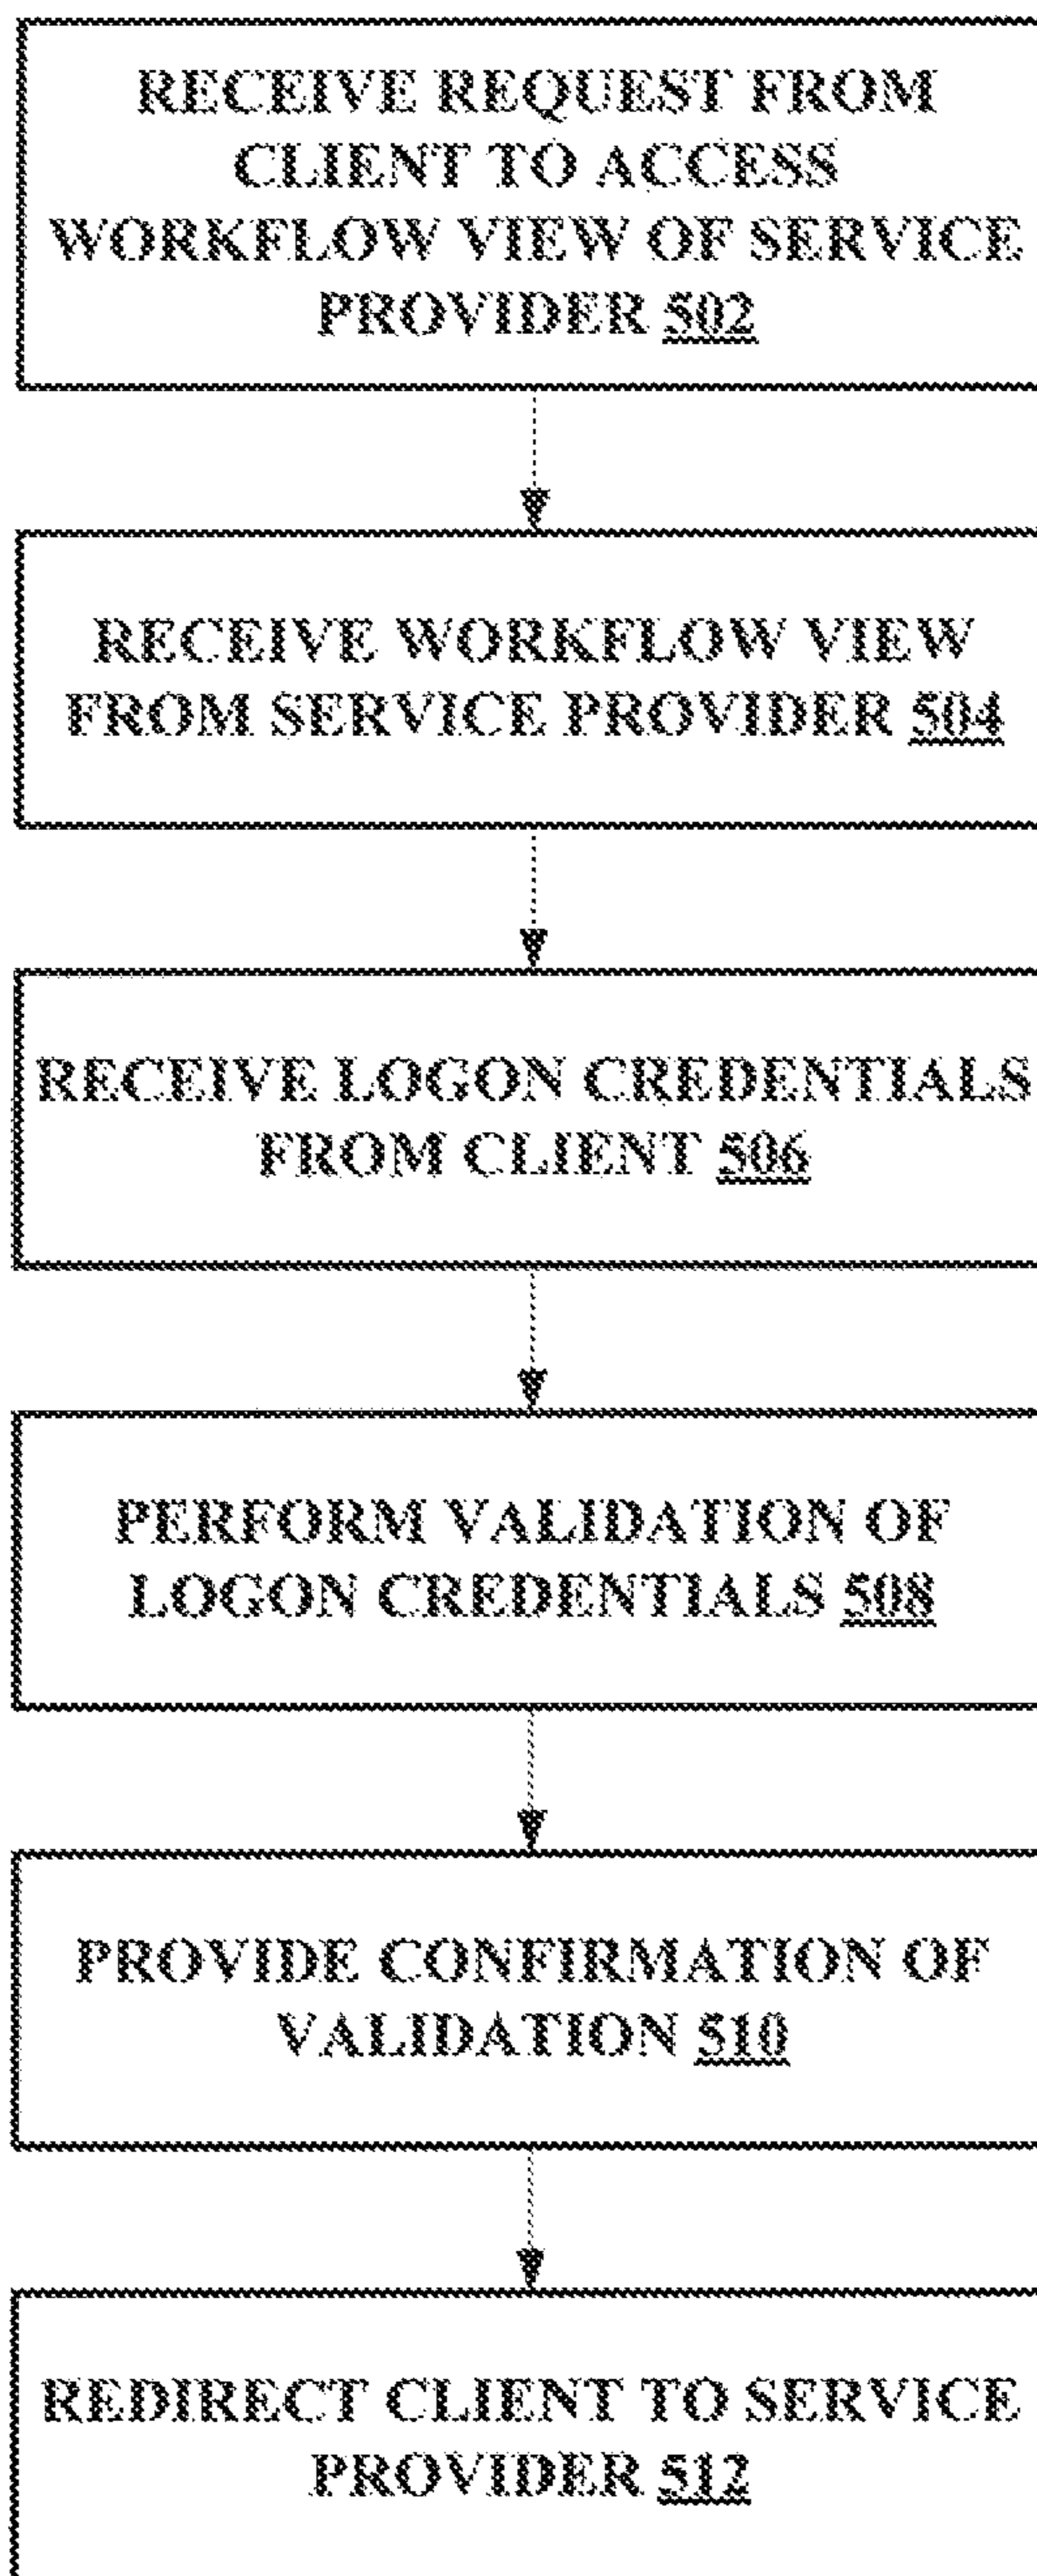 RECEIVE REQUEST FROM
CLIENT TO ACCESS
WORKFLOW VIEW OF SERVICE
PROVIDER 502
RECEIVE WORKFLOW VIEW
FROM SERVICE PROVIDER 504
RECEIVE LOGON CREDENTIALS
FROM CLIENT 506
PERFORM VALIDATION OF
LOGON CREDENTIALS 508
PROVIDE CONFIRMATION OF
VALIDATION 510
REDIRECT CLIENT TO SERVICE
PROVIDER 512